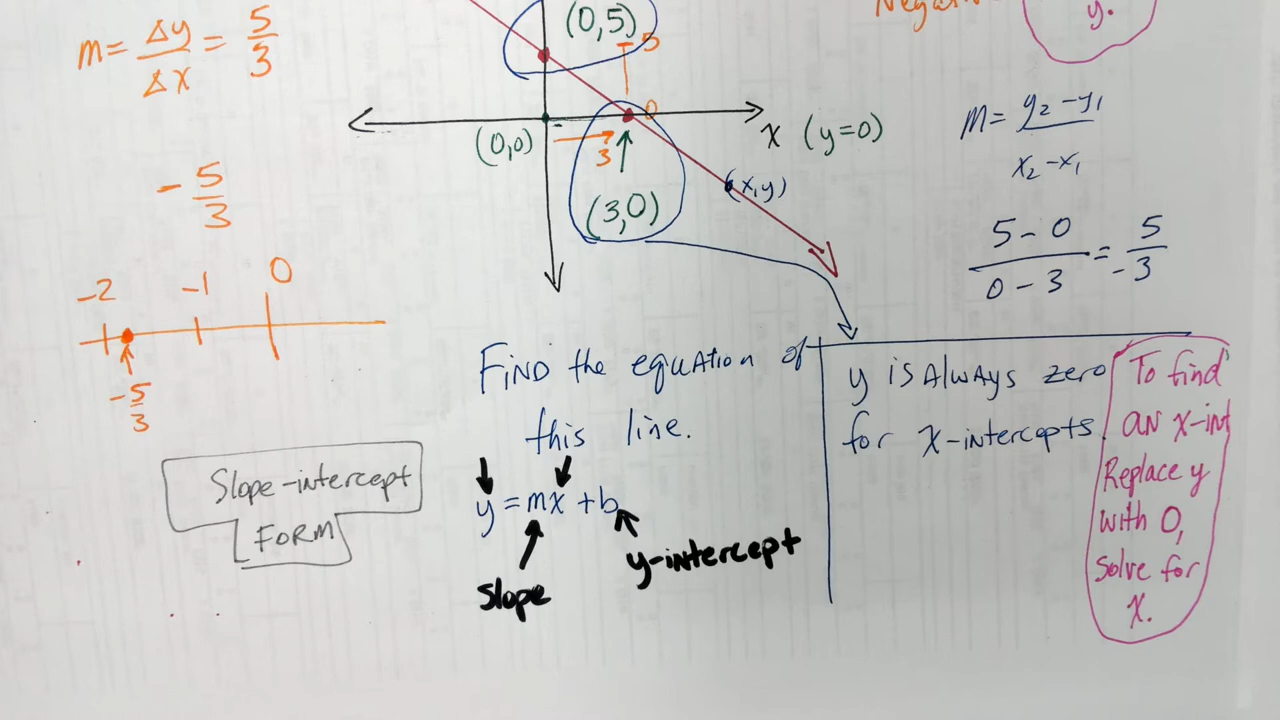 m = Δy/Δx = 5/3
- 5/3
-2 -1 0
-5/3
Slope-intercept
FORM
(0,5)
5
0
(0,0)
3
x (y=0)
(3,0)
(x,y)
y.
m = y₂ - y₁ / x₂ - x₁
5 - 0 / 0 - 3 = 5 / -3
FIND the equation of
this line.
y = mx + b
slope
y-intercept
y is Always zero
for x-intercepts.
To find
AN x-int
Replace y
with 0,
solve for
x.